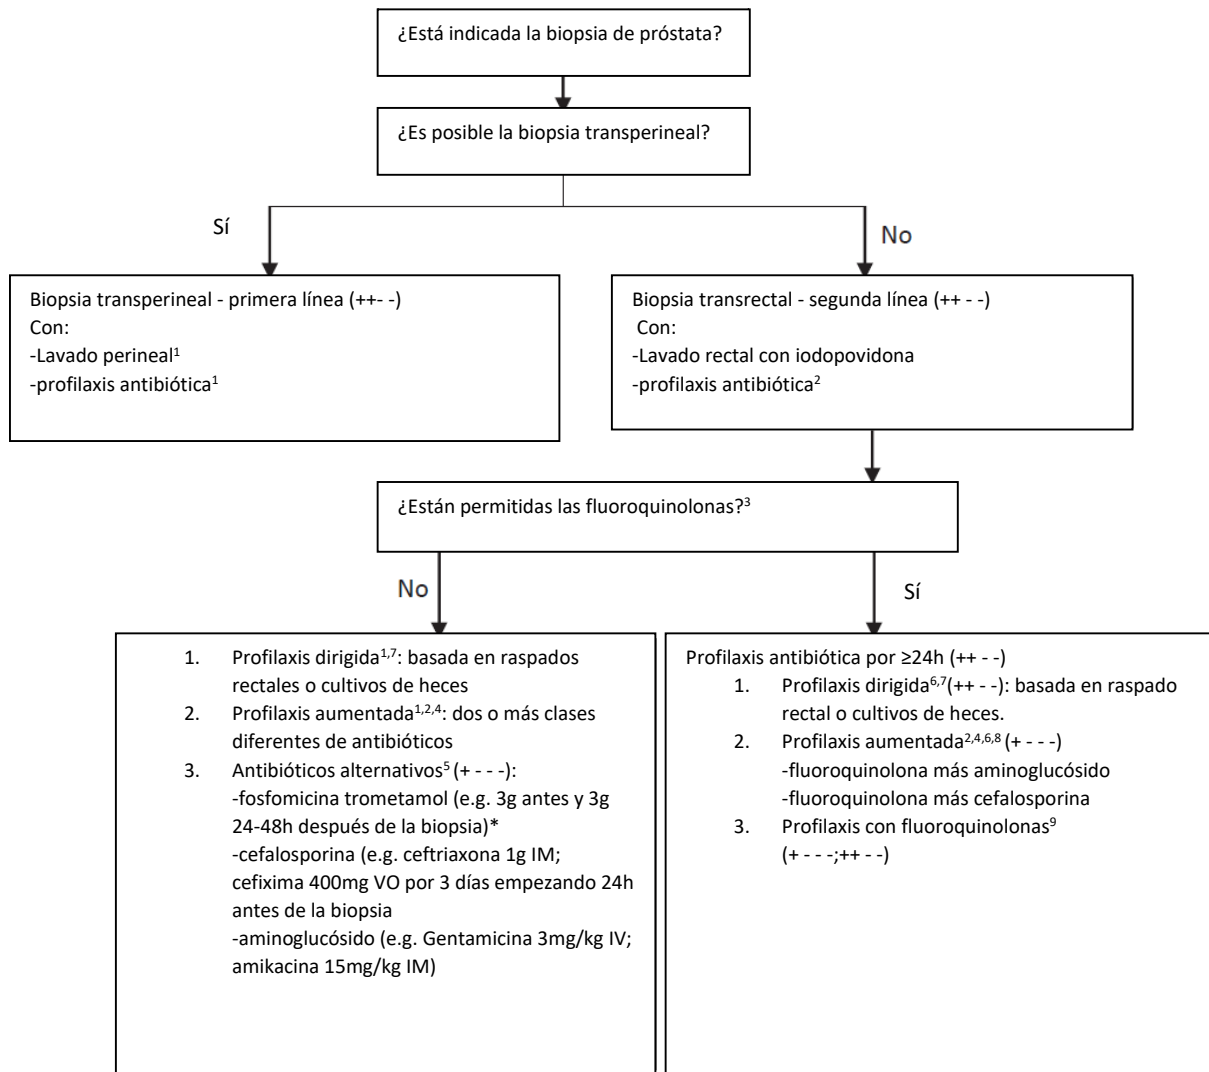 ¿Está indicada la biopsia de próstata?
¿Es posible la biopsia transperineal?
Sí
No
Biopsia transperineal - primera línea (++- -)
Con:
-Lavado perineal¹
-profilaxis antibiótica¹
Biopsia transrectal - segunda línea (++ - -)
Con:
-Lavado rectal con iodopovidona
-profilaxis antibiótica²
¿Están permitidas las fluoroquinolonas?³
No
Sí
1. Profilaxis dirigida¹,⁷: basada en raspados
rectales o cultivos de heces
2. Profilaxis aumentada¹,²,⁴: dos o más clases
diferentes de antibióticos
3. Antibióticos alternativos⁵ (+ - - -):
-fosfomicina trometamol (e.g. 3g antes y 3g
24-48h después de la biopsia)*
-cefalosporina (e.g. ceftriaxona 1g IM;
cefixima 400mg VO por 3 días empezando 24h
antes de la biopsia
-aminoglucósido (e.g. Gentamicina 3mg/kg IV;
amikacina 15mg/kg IM)
Profilaxis antibiótica por ≥24h (++ - -)
1. Profilaxis dirigida⁶,⁷(++ - -): basada en raspado
rectal o cultivos de heces.
2. Profilaxis aumentada²,⁴,⁶,⁸ (+ - - -)
-fluoroquinolona más aminoglucósido
-fluoroquinolona más cefalosporina
3. Profilaxis con fluoroquinolonas⁹
(+ - - -;++ - -)